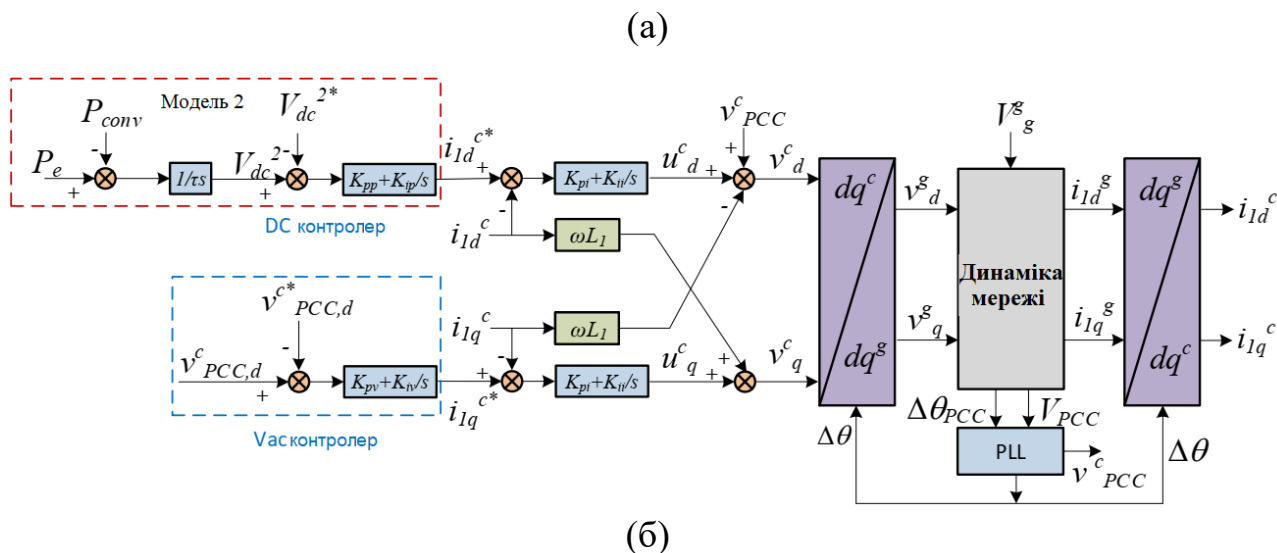 (а)
Модель 2
P_conv
V_dc^2*
P_e
+
-
1/τs
V_dc^2
-
+
K_pp+K_ip/s
i_1d^c*
+
-
K_pi+K_ii/s
u^c_d
+
v^c_PCC
+
-
v^c_d
DC контролер
i_1d^c
ωL_1
v^c*_PCC,d
-
v^c_PCC,d
+
K_pv+K_iv/s
i_1q^c*
+
-
i_1q^c
ωL_1
K_pi+K_ii/s
u^c_q
+
+
v^c_q
Vac контролер
dq^c
dq^g
v^g_d
v^g_q
V^g_g
Динаміка
мережі
i_1d^g
i_1q^g
dq^g
dq^c
i_1d^c
i_1q^c
Δθ_PCC
V_PCC
Δθ
PLL
v^c_PCC
Δθ
(б)